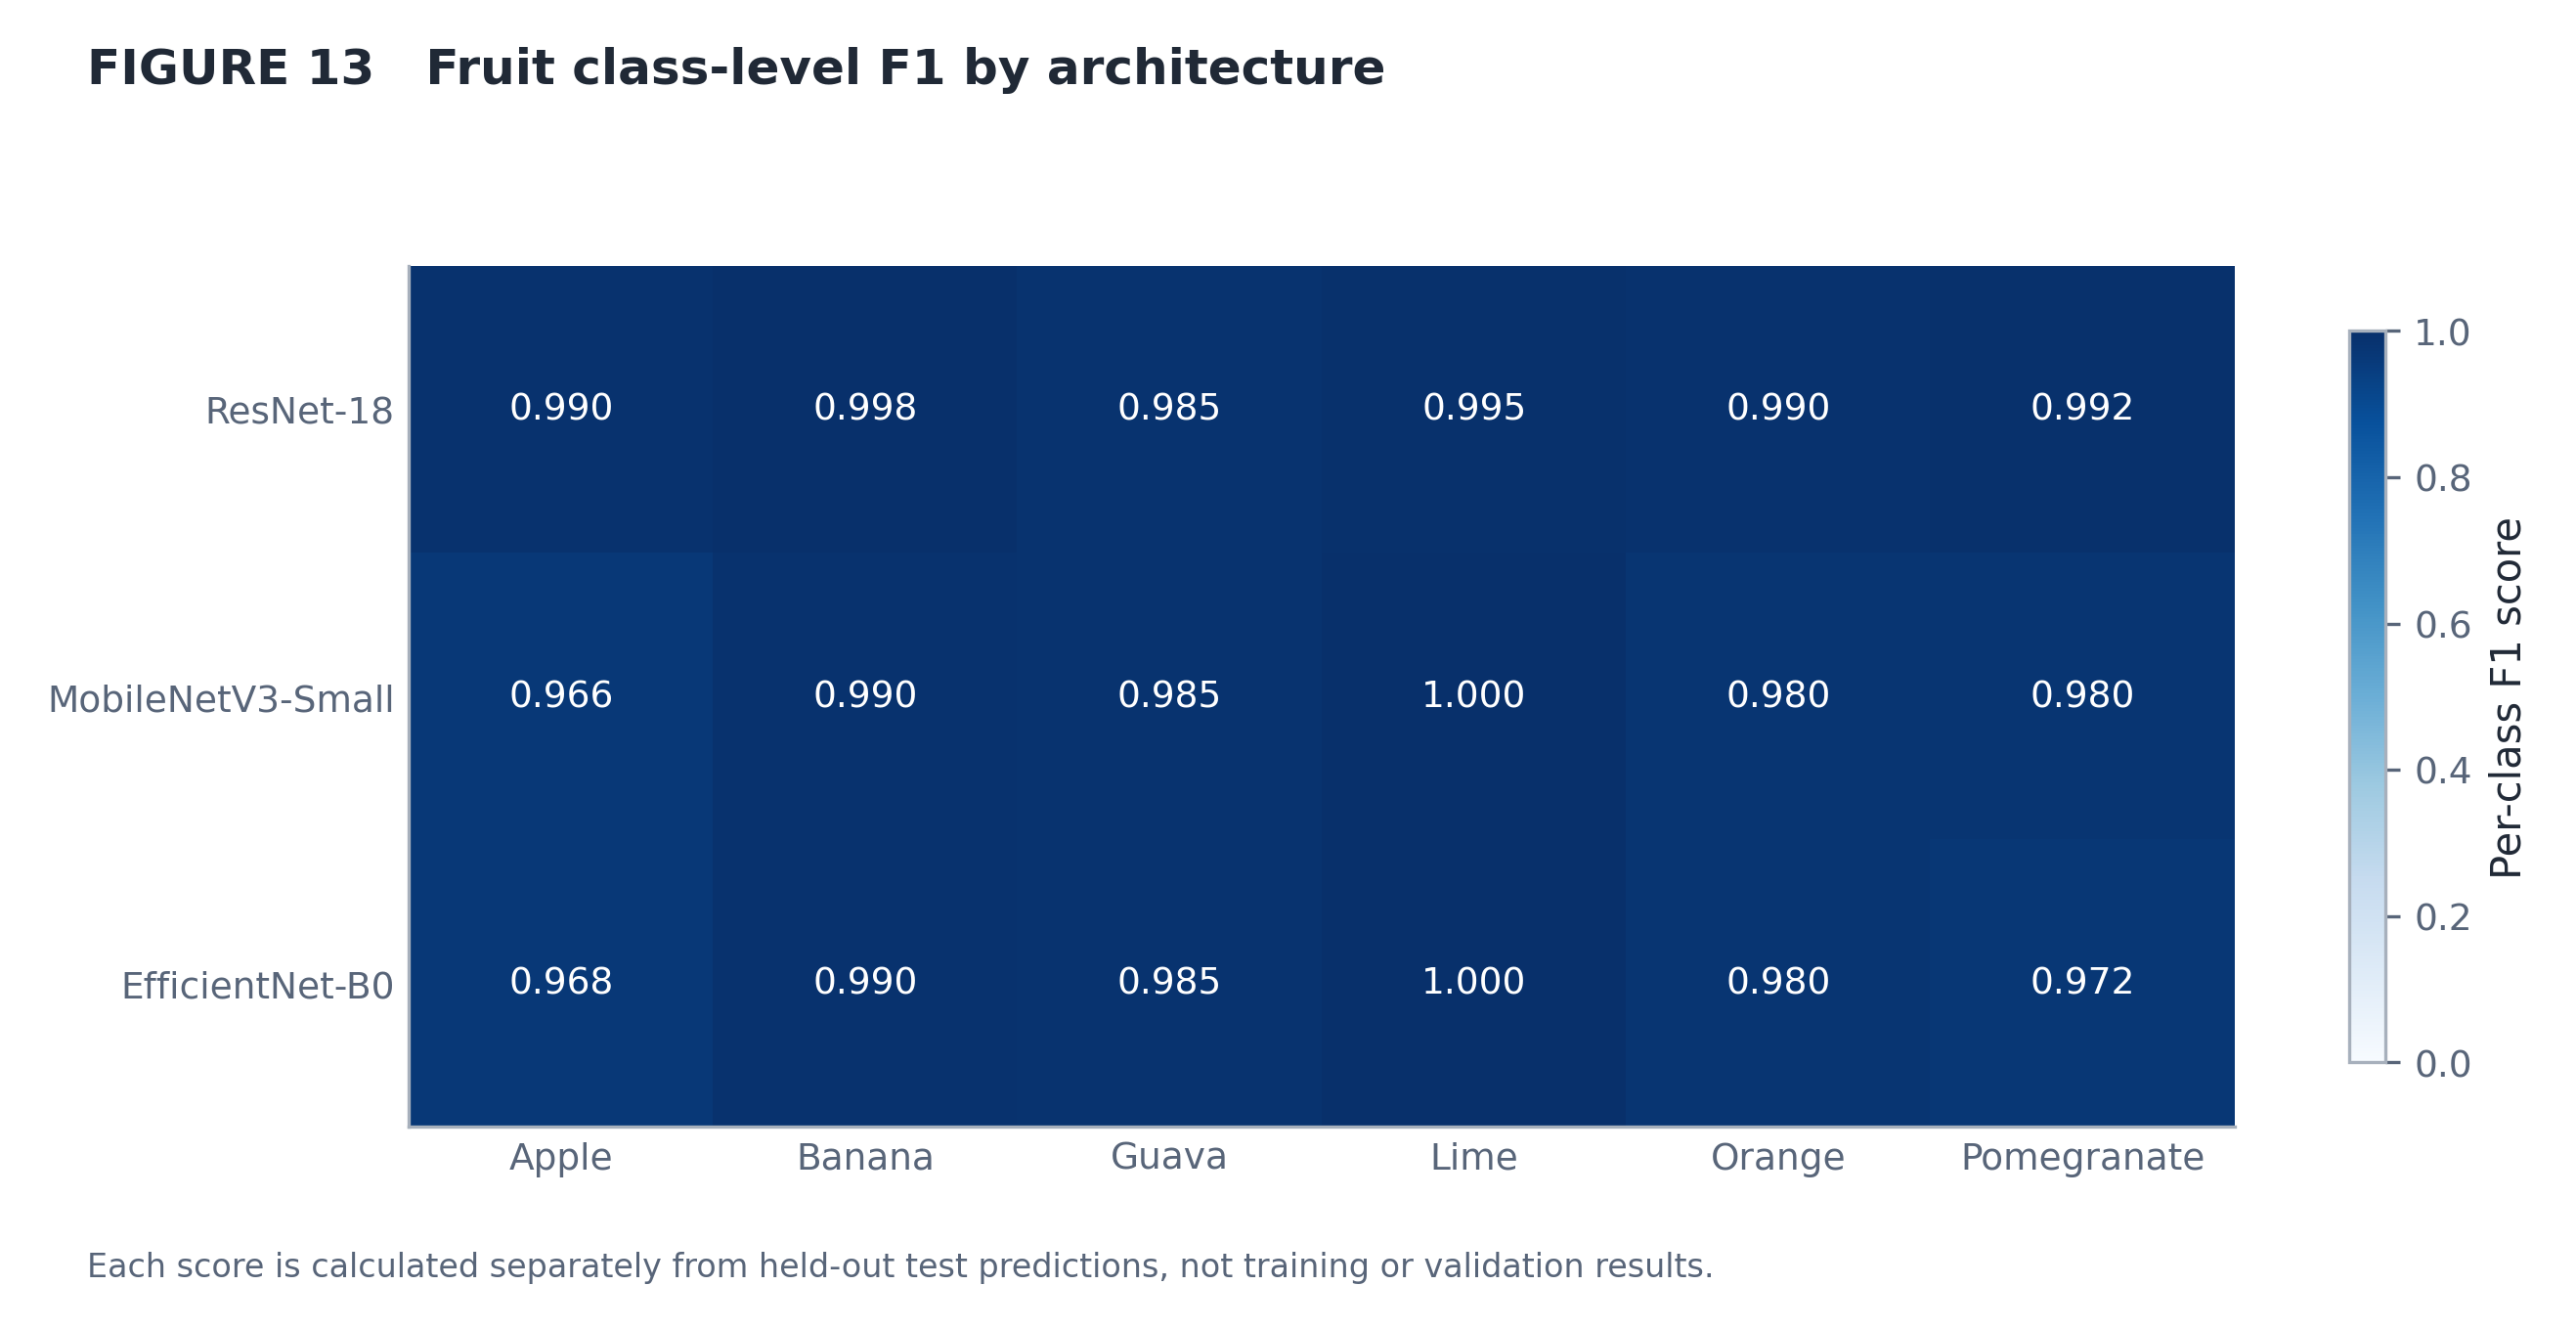 FIGURE 13   Fruit class-level F1 by architecture
ResNet-18 0.990 0.998 0.985 0.995 0.990 0.992
MobileNetV3-Small 0.966 0.990 0.985 1.000 0.980 0.980
EfficientNet-B0 0.968 0.990 0.985 1.000 0.980 0.972
Apple Banana Guava Lime Orange Pomegranate
1.0
0.8
0.6
0.4
0.2
0.0
Per-class F1 score
Each score is calculated separately from held-out test predictions, not training or validation results.